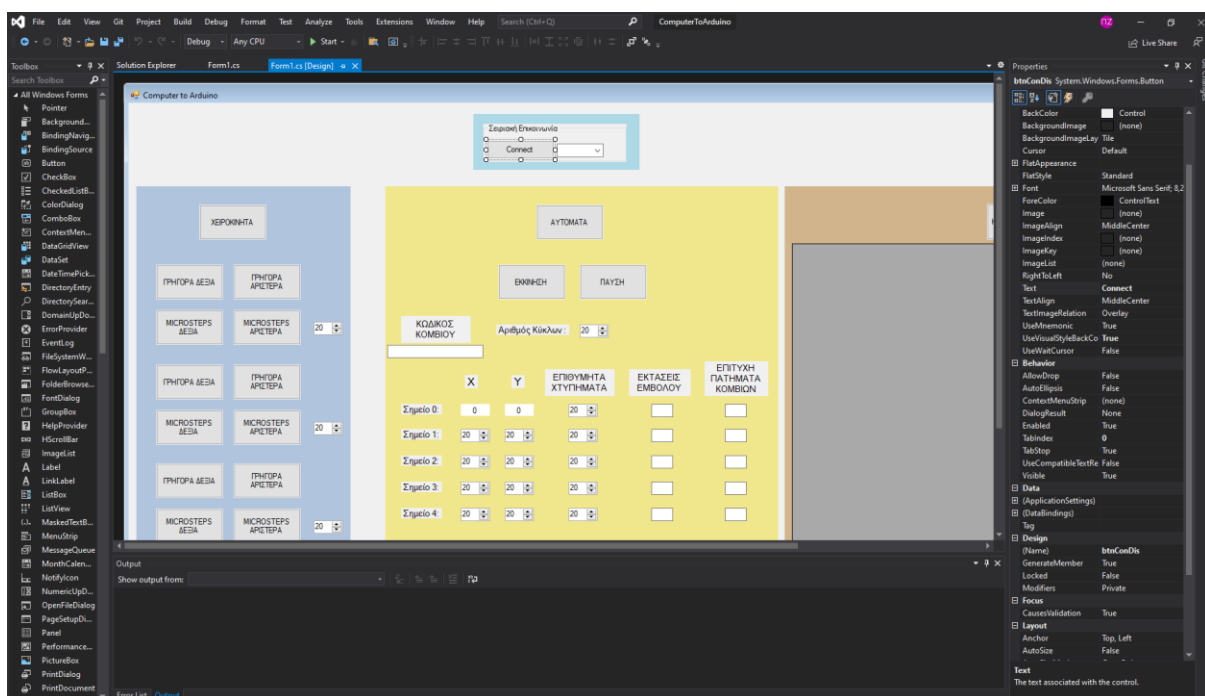 File Edit View Git Project Build Debug Format Test Analyze Tools Extensions Window Help Search (Ctrl+Q) ComputerToArduino
Debug Any CPU Start Live Share
Toolbox
Search Toolbox
All Windows Forms
Pointer
Background...
BindingNavig...
BindingSource
Button
CheckBox
CheckedListB...
ColorDialog
ComboBox
ContextMen...
DataGridView
DataSet
DateTimePick...
DirectoryEntry
DirectorySear...
DomainUpDo...
ErrorProvider
EventLog
FileSystemW...
FlowLayoutP...
FolderBrowse...
FontDialog
GroupBox
HelpProvider
HScrollBar
ImageList
Label
LinkLabel
ListBox
ListView
MaskedTextB...
MenuStrip
MessageQueue
MonthCalen...
NotifyIcon
NumericUpD...
OpenFileDialog
PageSetupDi...
Panel
Performance...
PictureBox
PrintDialog
PrintDocument
Solution Explorer Form1.cs Form1.cs [Design]
Computer to Arduino
Σειριακή Επικοινωνία
Connect
ΧΕΙΡΟΚΙΝΗΤΑ
ΓΡΗΓΟΡΑ ΔΕΞΙΑ
ΓΡΗΓΟΡΑ
ΑΡΙΣΤΕΡΑ
MICROSTEPS
ΔΕΞΙΑ
MICROSTEPS
ΑΡΙΣΤΕΡΑ
20
ΓΡΗΓΟΡΑ ΔΕΞΙΑ
ΓΡΗΓΟΡΑ
ΑΡΙΣΤΕΡΑ
MICROSTEPS
ΔΕΞΙΑ
MICROSTEPS
ΑΡΙΣΤΕΡΑ
20
ΓΡΗΓΟΡΑ ΔΕΞΙΑ
ΓΡΗΓΟΡΑ
ΑΡΙΣΤΕΡΑ
MICROSTEPS
ΔΕΞΙΑ
MICROSTEPS
ΑΡΙΣΤΕΡΑ
20
ΑΥΤΟΜΑΤΑ
ΕΚΚΙΝΗΣΗ ΠΑΥΣΗ
ΚΩΔΙΚΟΣ
ΚΟΜΒΙΟΥ
Αριθμός Κύκλων : 20
X Y
ΕΠΙΘΥΜΗΤΑ
ΧΤΥΠΗΜΑΤΑ
ΕΚΤΑΣΕΙΣ
ΕΜΒΟΛΟΥ
ΕΠΙΤΥΧΗ
ΠΑΤΗΜΑΤΑ
ΚΟΜΒΙΩΝ
Σημείο 0: 0 0 20
Σημείο 1: 20 20 20
Σημείο 2: 20 20 20
Σημείο 3: 20 20 20
Σημείο 4: 20 20 20
Output
Show output from:
Error List Output
Properties
btnConDis System.Windows.Forms.Button
BackColor Control
BackgroundImage (none)
BackgroundImageLay Tile
Cursor Default
FlatAppearance
FlatStyle Standard
Font Microsoft Sans Serif; 8,2
ForeColor ControlText
Image (none)
ImageAlign MiddleCenter
ImageIndex (none)
ImageKey (none)
ImageList (none)
RightToLeft No
Text Connect
TextAlign MiddleCenter
TextImageRelation Overlay
UseMnemonic True
UseVisualStyleBackCo True
UseWaitCursor False
Behavior
AllowDrop False
AutoEllipsis False
ContextMenuStrip (none)
DialogResult None
Enabled True
TabIndex 0
TabStop True
UseCompatibleTextRe False
Visible True
Data
(ApplicationSettings)
(DataBindings)
Tag
Design
(Name) btnConDis
GenerateMember True
Locked False
Modifiers Private
Focus
CausesValidation True
Layout
Anchor Top, Left
AutoSize False
Text
The text associated with the control.